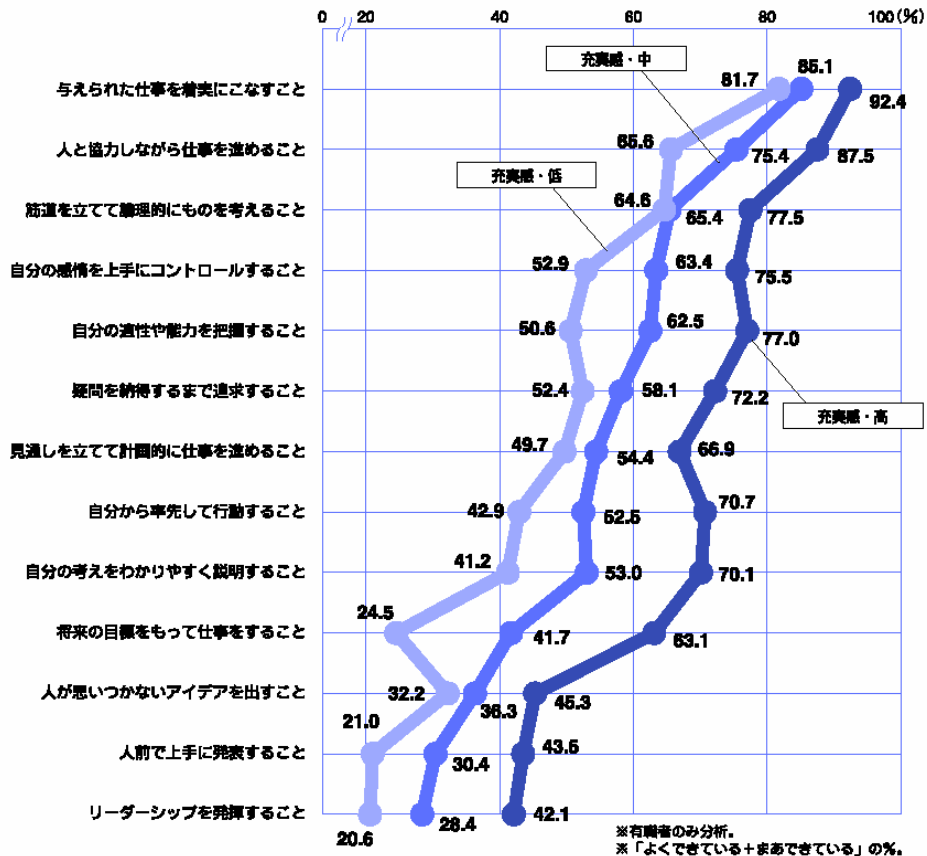 0 20 40 60 80 100(%)
充実感・中
充実感・低
充実感・高
与えられた仕事を着実にこなすこと
81.7 85.1 92.4
人と協力しながら仕事を進めること
65.6 75.4 87.5
筋道を立てて論理的にものを考えること
64.6 65.4 77.5
自分の感情を上手にコントロールすること
52.9 63.4 75.5
自分の適性や能力を把握すること
50.6 62.5 77.0
疑問を納得するまで追求すること
52.4 58.1 72.2
見通しを立てて計画的に仕事を進めること
49.7 54.4 66.9
自分から率先して行動すること
42.9 52.5 70.7
自分の考えをわかりやすく説明すること
41.2 53.0 70.1
将来の目標をもって仕事をすること
24.5 41.7 63.1
人が思いつかないアイデアを出すこと
32.2 36.3 45.3
人前で上手に発表すること
21.0 30.4 43.5
リーダーシップを発揮すること
20.6 28.4 42.1
※有職者のみ分析。
※「よくできている+まあできている」の%。